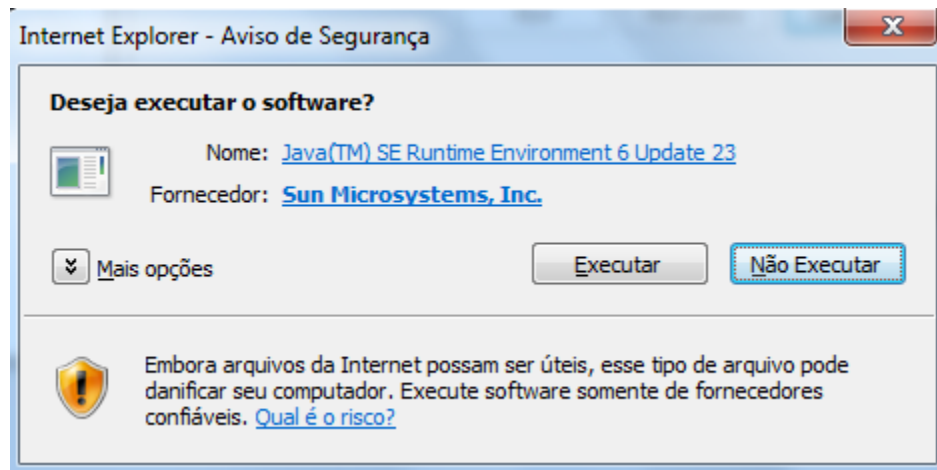 Internet Explorer - Aviso de Segurança
Deseja executar o software?
Nome: Java(TM) SE Runtime Environment 6 Update 23
Fornecedor: Sun Microsystems, Inc.
Mais opções
Executar
Não Executar
Embora arquivos da Internet possam ser úteis, esse tipo de arquivo pode
danificar seu computador. Execute software somente de fornecedores
confiáveis. Qual é o risco?